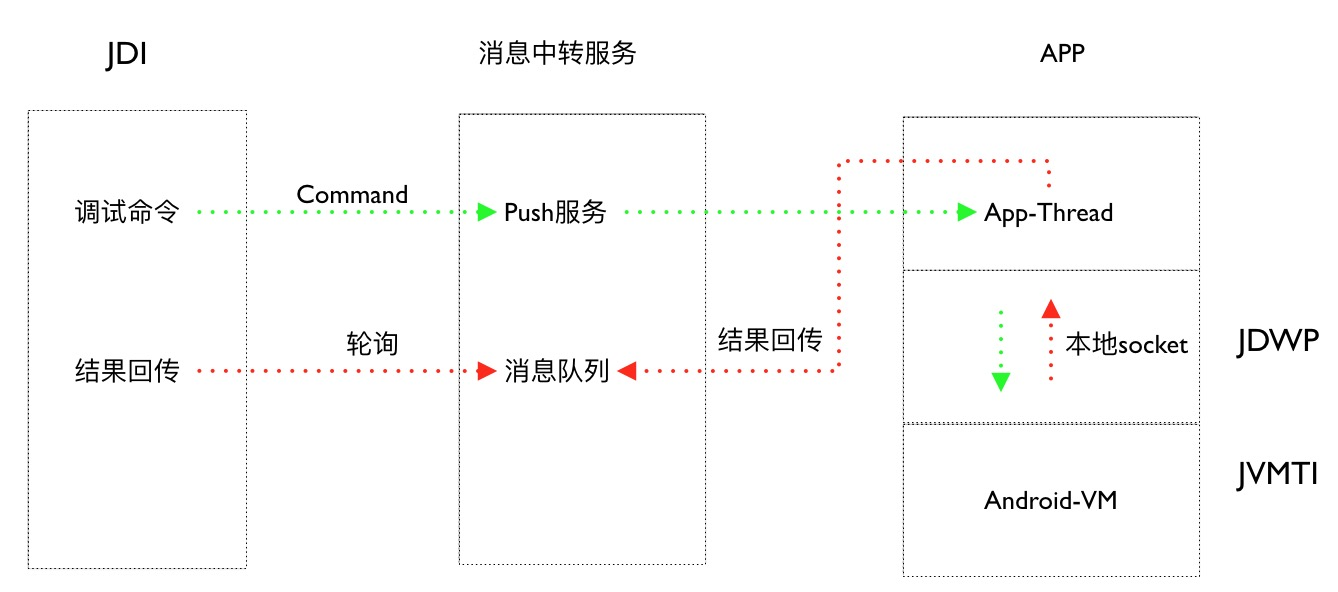 JDI
消息中转服务
APP
调试命令
Command
Push服务
App-Thread
结果回传
轮询
消息队列
结果回传
本地socket
JDWP
Android-VM
JVMTI